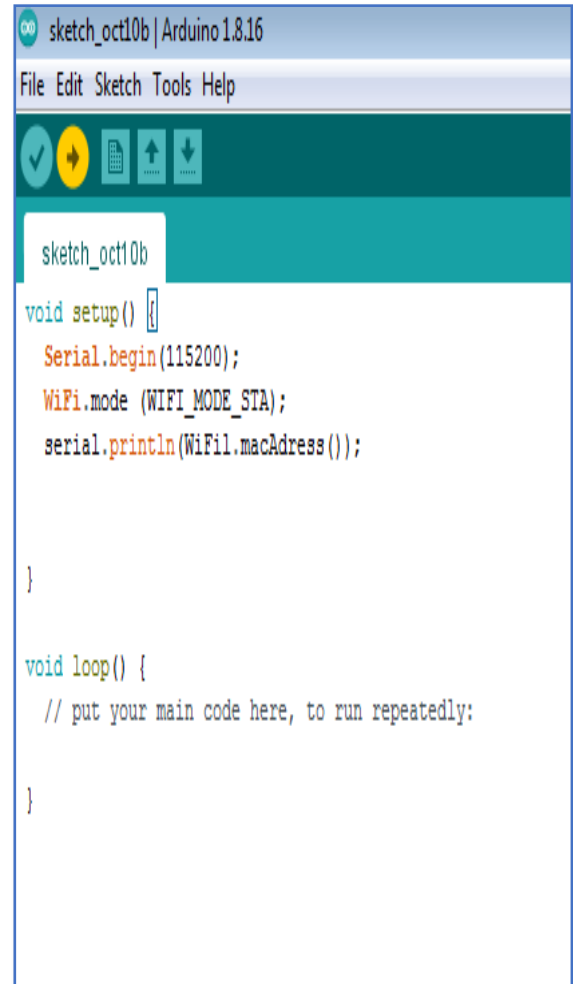 sketch_oct10b | Arduino 1.8.16
File Edit Sketch Tools Help
sketch_oct10b
void setup() {
Serial.begin(115200);
WiFi.mode (WIFI_MODE_STA);
serial.println(WiFil.macAdress());
}
void loop() {
// put your main code here, to run repeatedly:
}